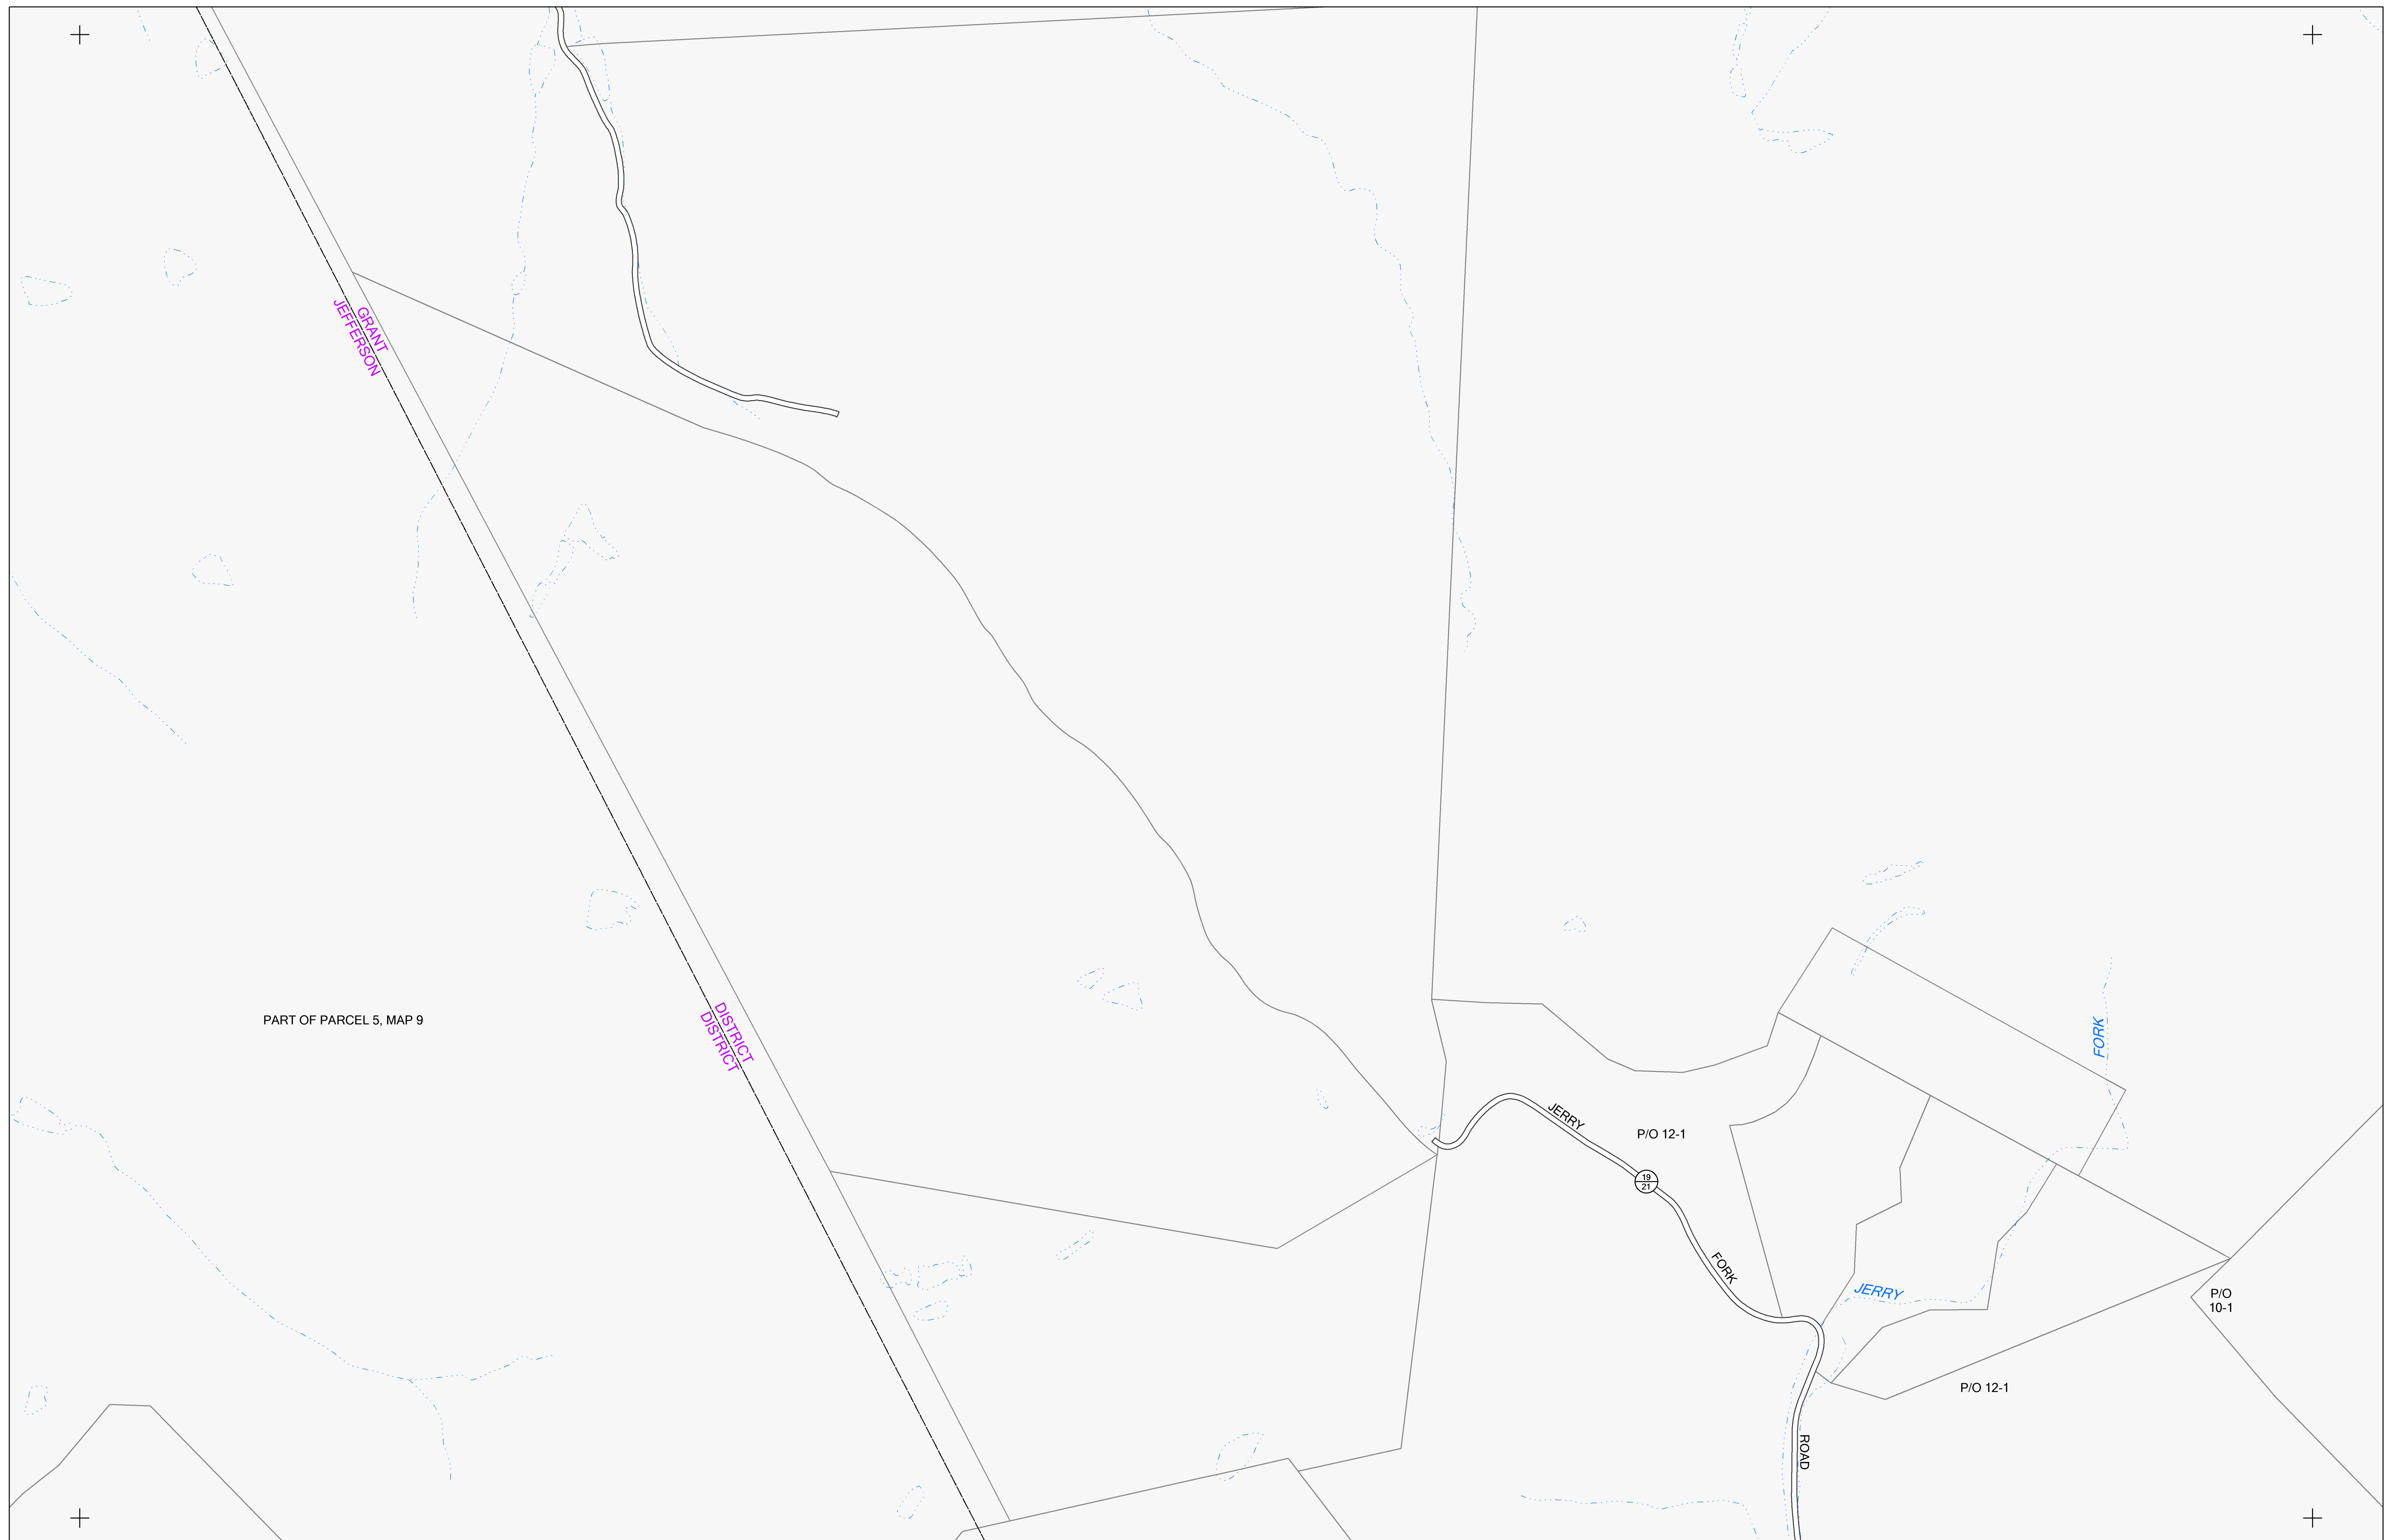 GRANT
JEFFERSON
DISTRICT
DISTRICT
PART OF PARCEL 5, MAP 9
FORK
JERRY
P/O 12-1
19
21
FORK
JERRY
P/O
10-1
P/O 12-1
ROAD